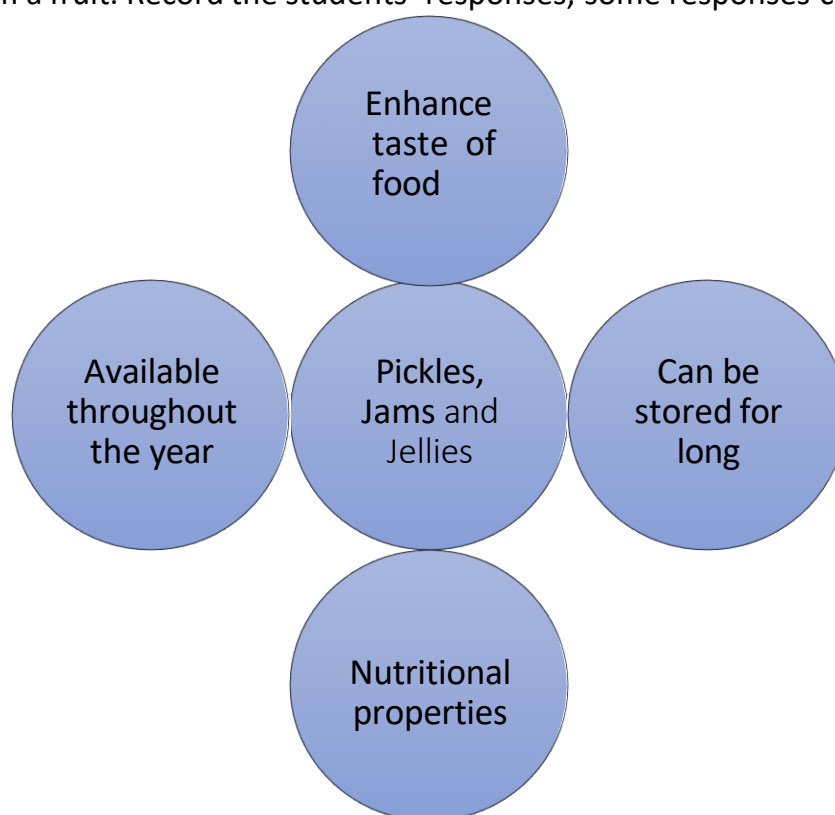 a fruit. Record the students' responses; some responses
Enhance
taste of
food
Available
throughout
the year
Pickles,
Jams and
Jellies
Can be
stored for
long
Nutritional
properties